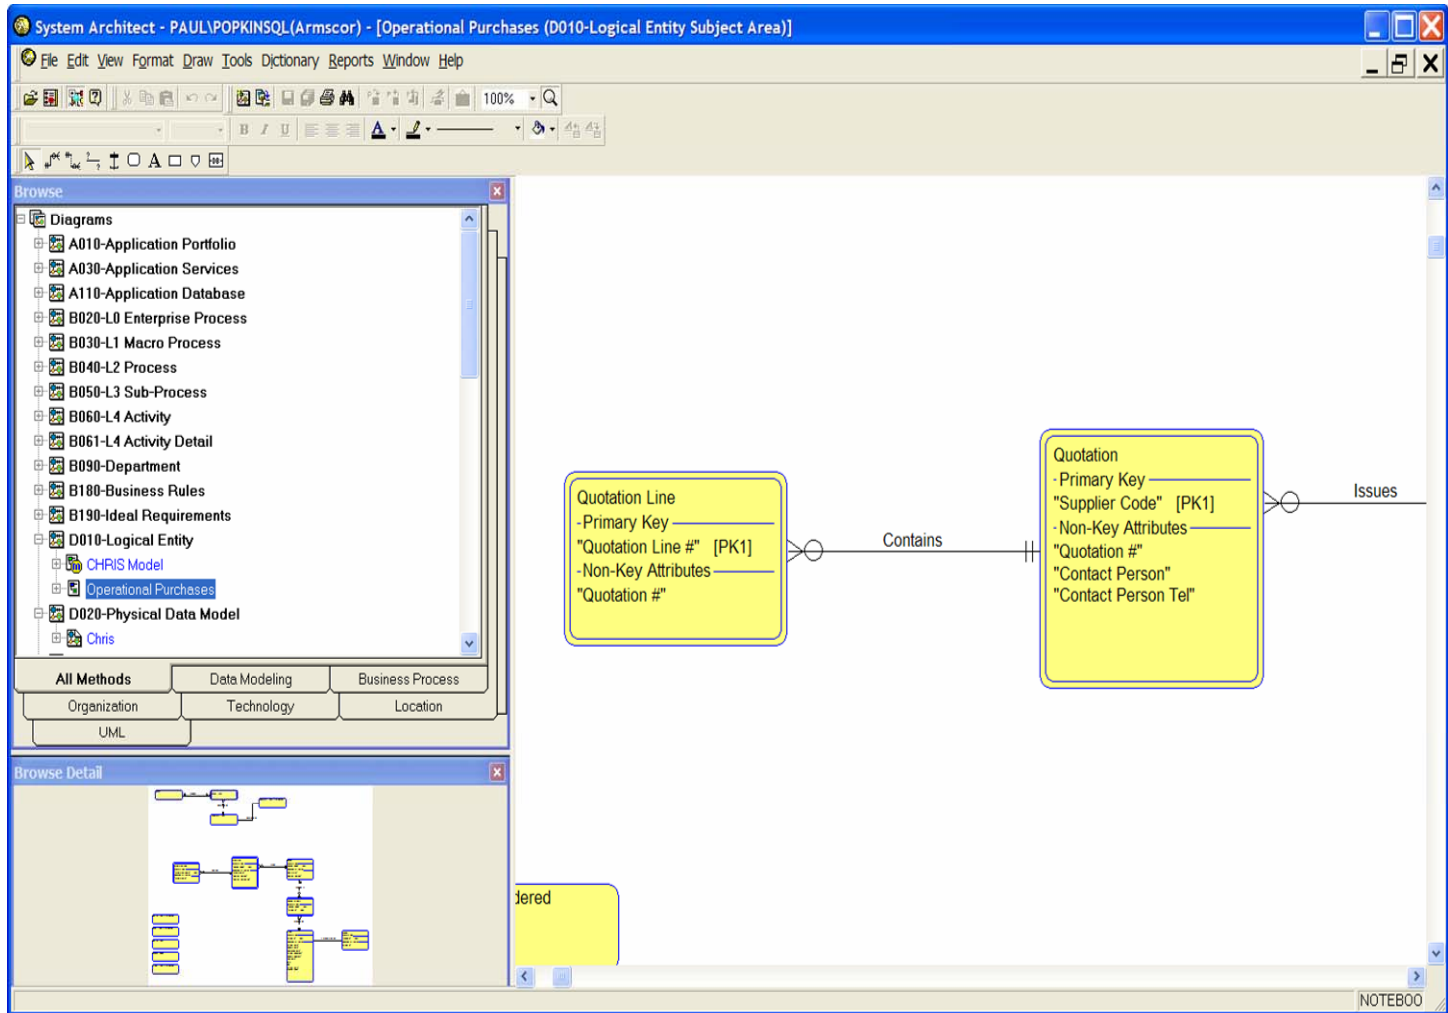 System Architect - PAUL\POPKINSQL(Armscor) - [Operational Purchases (D010-Logical Entity Subject Area)]
File Edit View Format Draw Tools Dictionary Reports Window Help
100%
B I U A
A
Browse
Diagrams
A010-Application Portfolio
A030-Application Services
A110-Application Database
B020-L0 Enterprise Process
B030-L1 Macro Process
B040-L2 Process
B050-L3 Sub-Process
B060-L4 Activity
B061-L4 Activity Detail
B090-Department
B180-Business Rules
B190-Ideal Requirements
D010-Logical Entity
CHRIS Model
Operational Purchases
D020-Physical Data Model
Chris
All Methods Data Modeling Business Process
Organization Technology Location
UML
Browse Detail
Quotation Line
-Primary Key
"Quotation Line #" [PK1]
-Non-Key Attributes
"Quotation #"
Contains
Quotation
-Primary Key
"Supplier Code" [PK1]
-Non-Key Attributes
"Quotation #"
"Contact Person"
"Contact Person Tel"
Issues
dered
NOTEBOO